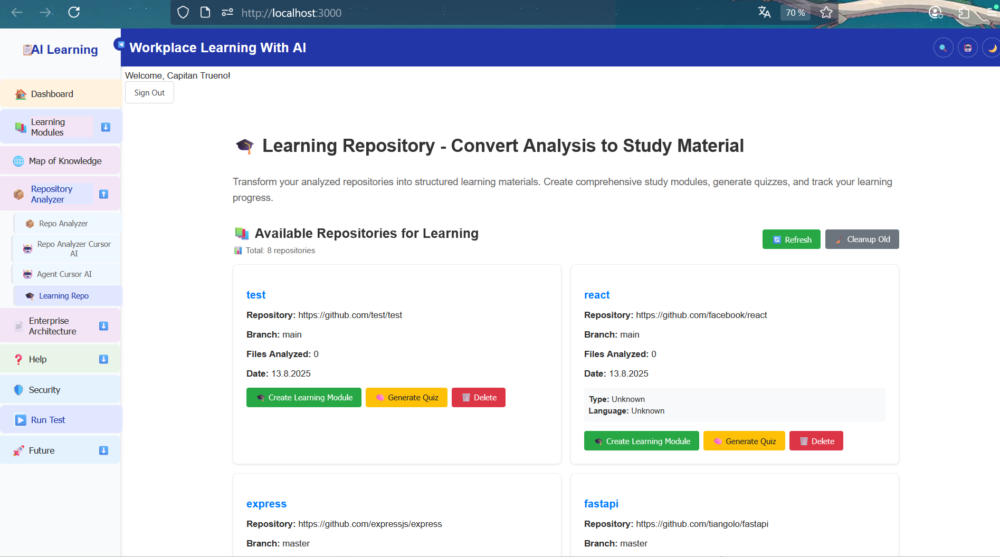 http://localhost:3000
70 %
AI Learning
Workplace Learning With AI
Welcome, Capitan Trueno!
Sign Out
Dashboard
Learning
Modules
Map of Knowledge
Repository
Analyzer
Repo Analyzer
Repo Analyzer Cursor
AI
Agent Cursor AI
Learning Repo
Enterprise
Architecture
Help
Security
Run Test
Future
Learning Repository - Convert Analysis to Study Material
Transform your analyzed repositories into structured learning materials. Create comprehensive study modules, generate quizzes, and track your learning
progress.
Available Repositories for Learning
Total: 8 repositories
Refresh
Cleanup Old
test
Repository: https://github.com/test/test
Branch: main
Files Analyzed: 0
Date: 13.8.2025
Create Learning Module
Generate Quiz
Delete
react
Repository: https://github.com/facebook/react
Branch: main
Files Analyzed: 0
Date: 13.8.2025
Type: Unknown
Language: Unknown
Create Learning Module
Generate Quiz
Delete
express
Repository: https://github.com/expressjs/express
Branch: master
fastapi
Repository: https://github.com/tiangolo/fastapi
Branch: master